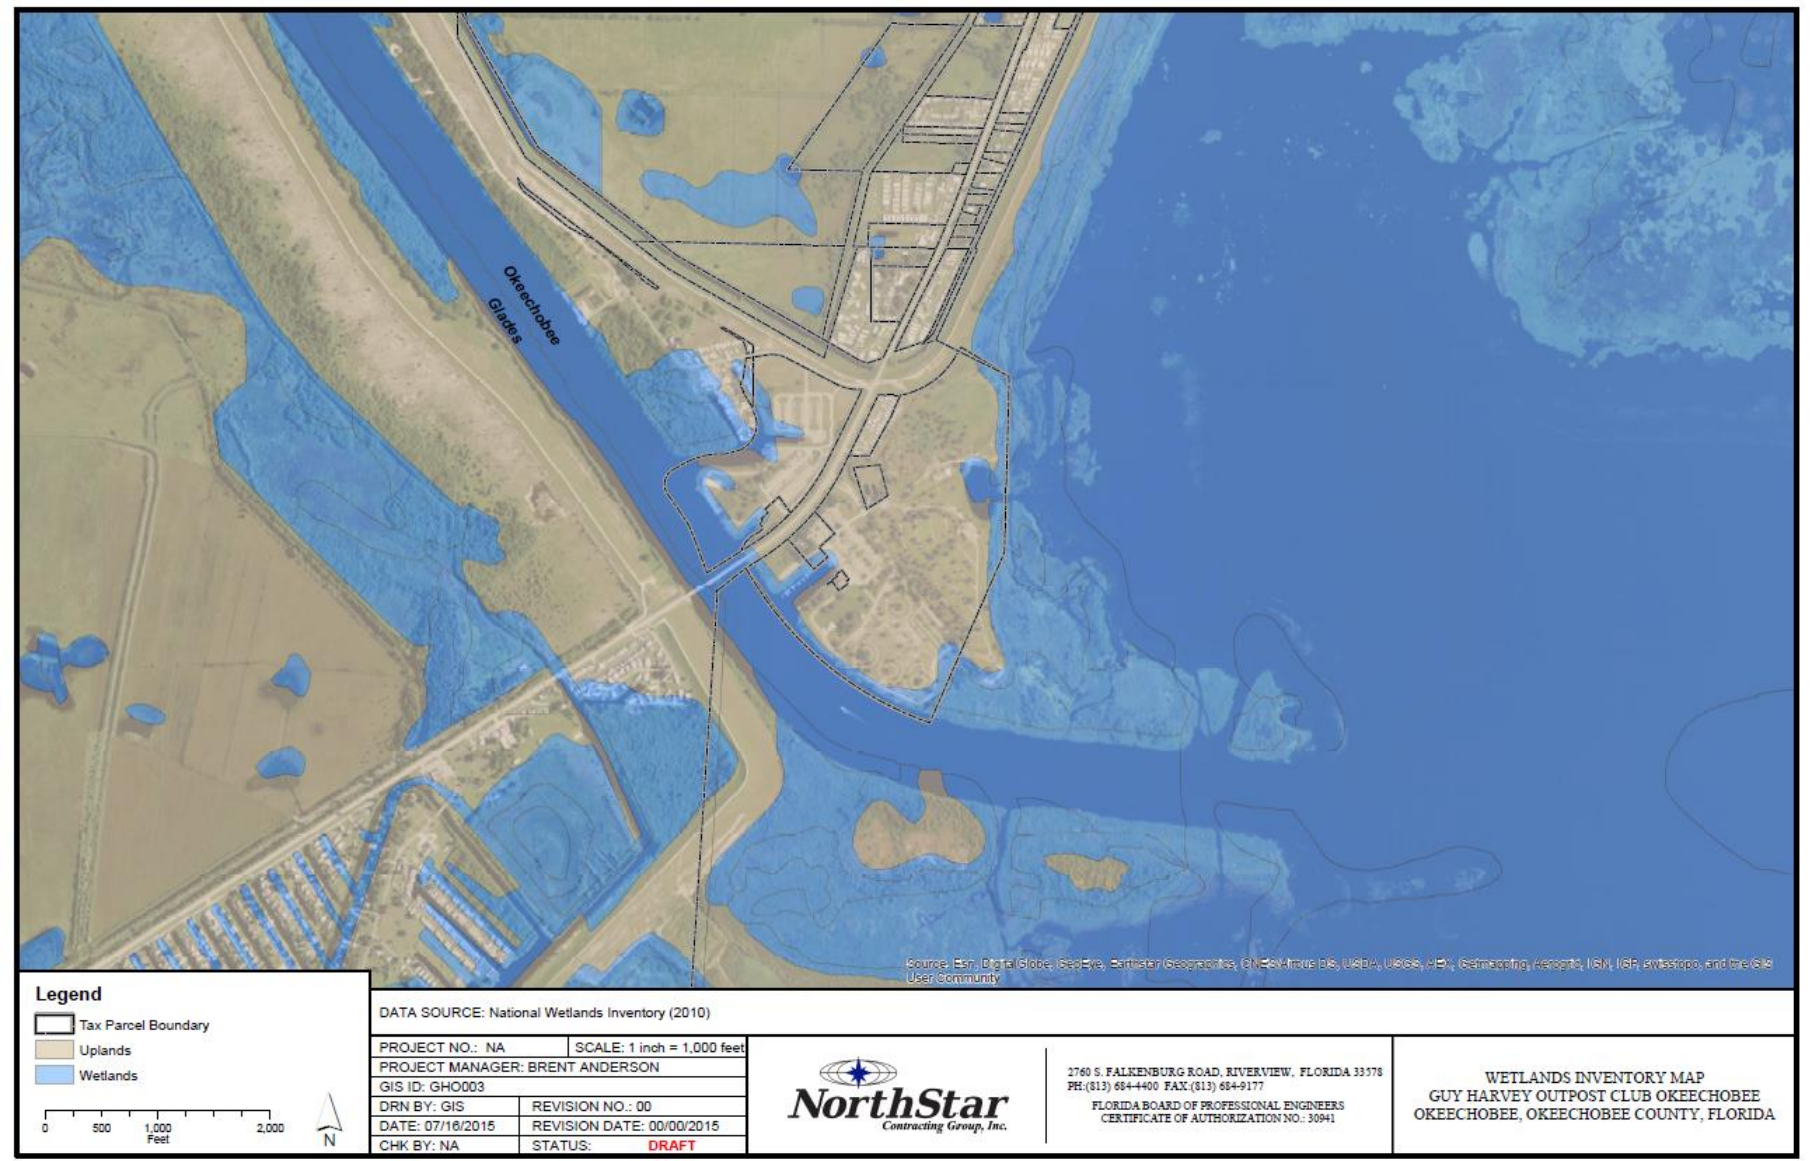 Okeechobee
Glades
Source: Esri, DigitalGlobe, GeoEye, Earthstar Geographics, CNES/Airbus DS, USDA, USGS, AEX, Getmapping, Aerogrid, IGN, IGP, swisstopo, and the GIS
User Community
Legend
Tax Parcel Boundary
Uplands
Wetlands
0 500 1,000 2,000
Feet
N
DATA SOURCE: National Wetlands Inventory (2010)
PROJECT NO.: NA SCALE: 1 inch = 1,000 feet
PROJECT MANAGER: BRENT ANDERSON
GIS ID: GHO003
DRN BY: GIS REVISION NO.: 00
DATE: 07/16/2015 REVISION DATE: 00/00/2015
CHK BY: NA STATUS: DRAFT
NorthStar
Contracting Group, Inc.
2760 S. FALKENBURG ROAD, RIVERVIEW, FLORIDA 33578
PH:(813) 684-4400 FAX:(813) 684-9177
FLORIDA BOARD OF PROFESSIONAL ENGINEERS
CERTIFICATE OF AUTHORIZATION NO.: 30941
WETLANDS INVENTORY MAP
GUY HARVEY OUTPOST CLUB OKEECHOBEE
OKEECHOBEE, OKEECHOBEE COUNTY, FLORIDA